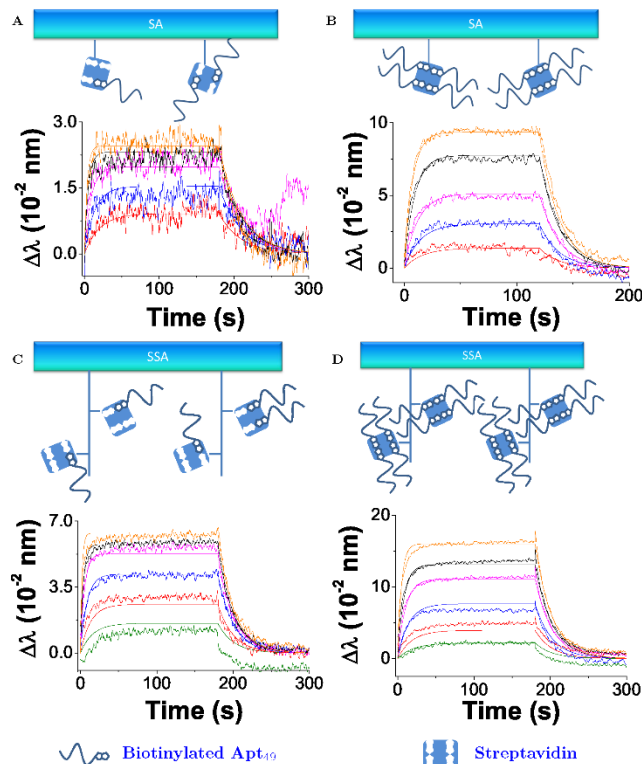 A
SA
3.0
1.5
0.0
Δλ (10⁻² nm)
0 100 200 300
Time (s)
B
SA
10
5
0
Δλ (10⁻² nm)
0 100 200
Time (s)
C
SSA
7.0
3.5
0.0
Δλ (10⁻² nm)
0 100 200 300
Time (s)
D
SSA
20
10
0
Δλ (10⁻² nm)
0 100 200 300
Time (s)
Biotinylated Apt₄₉
Streptavidin